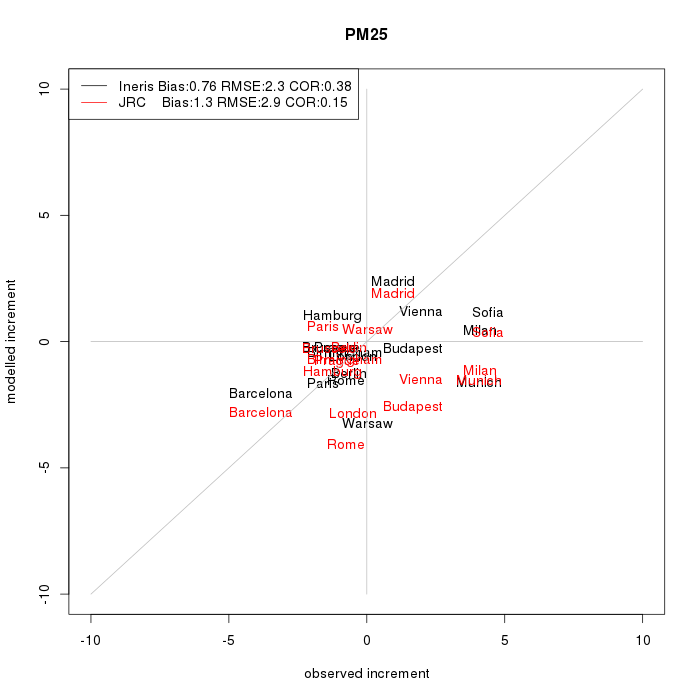 PM25
Ineris Bias:0.76 RMSE:2.3 COR:0.38
JRC Bias:1.3 RMSE:2.9 COR:0.15
10
5
0
-5
-10
modelled increment
Madrid
Madrid
Vienna
Sofia
Hamburg
Paris
Warsaw
Milan
Sofia
Budapest
Hamburg
Milan
Berlin
Rome
Paris
Vienna
Munich
Munich
Barcelona
Budapest
Barcelona
London
Warsaw
Rome
-10
-5
0
5
10
observed increment